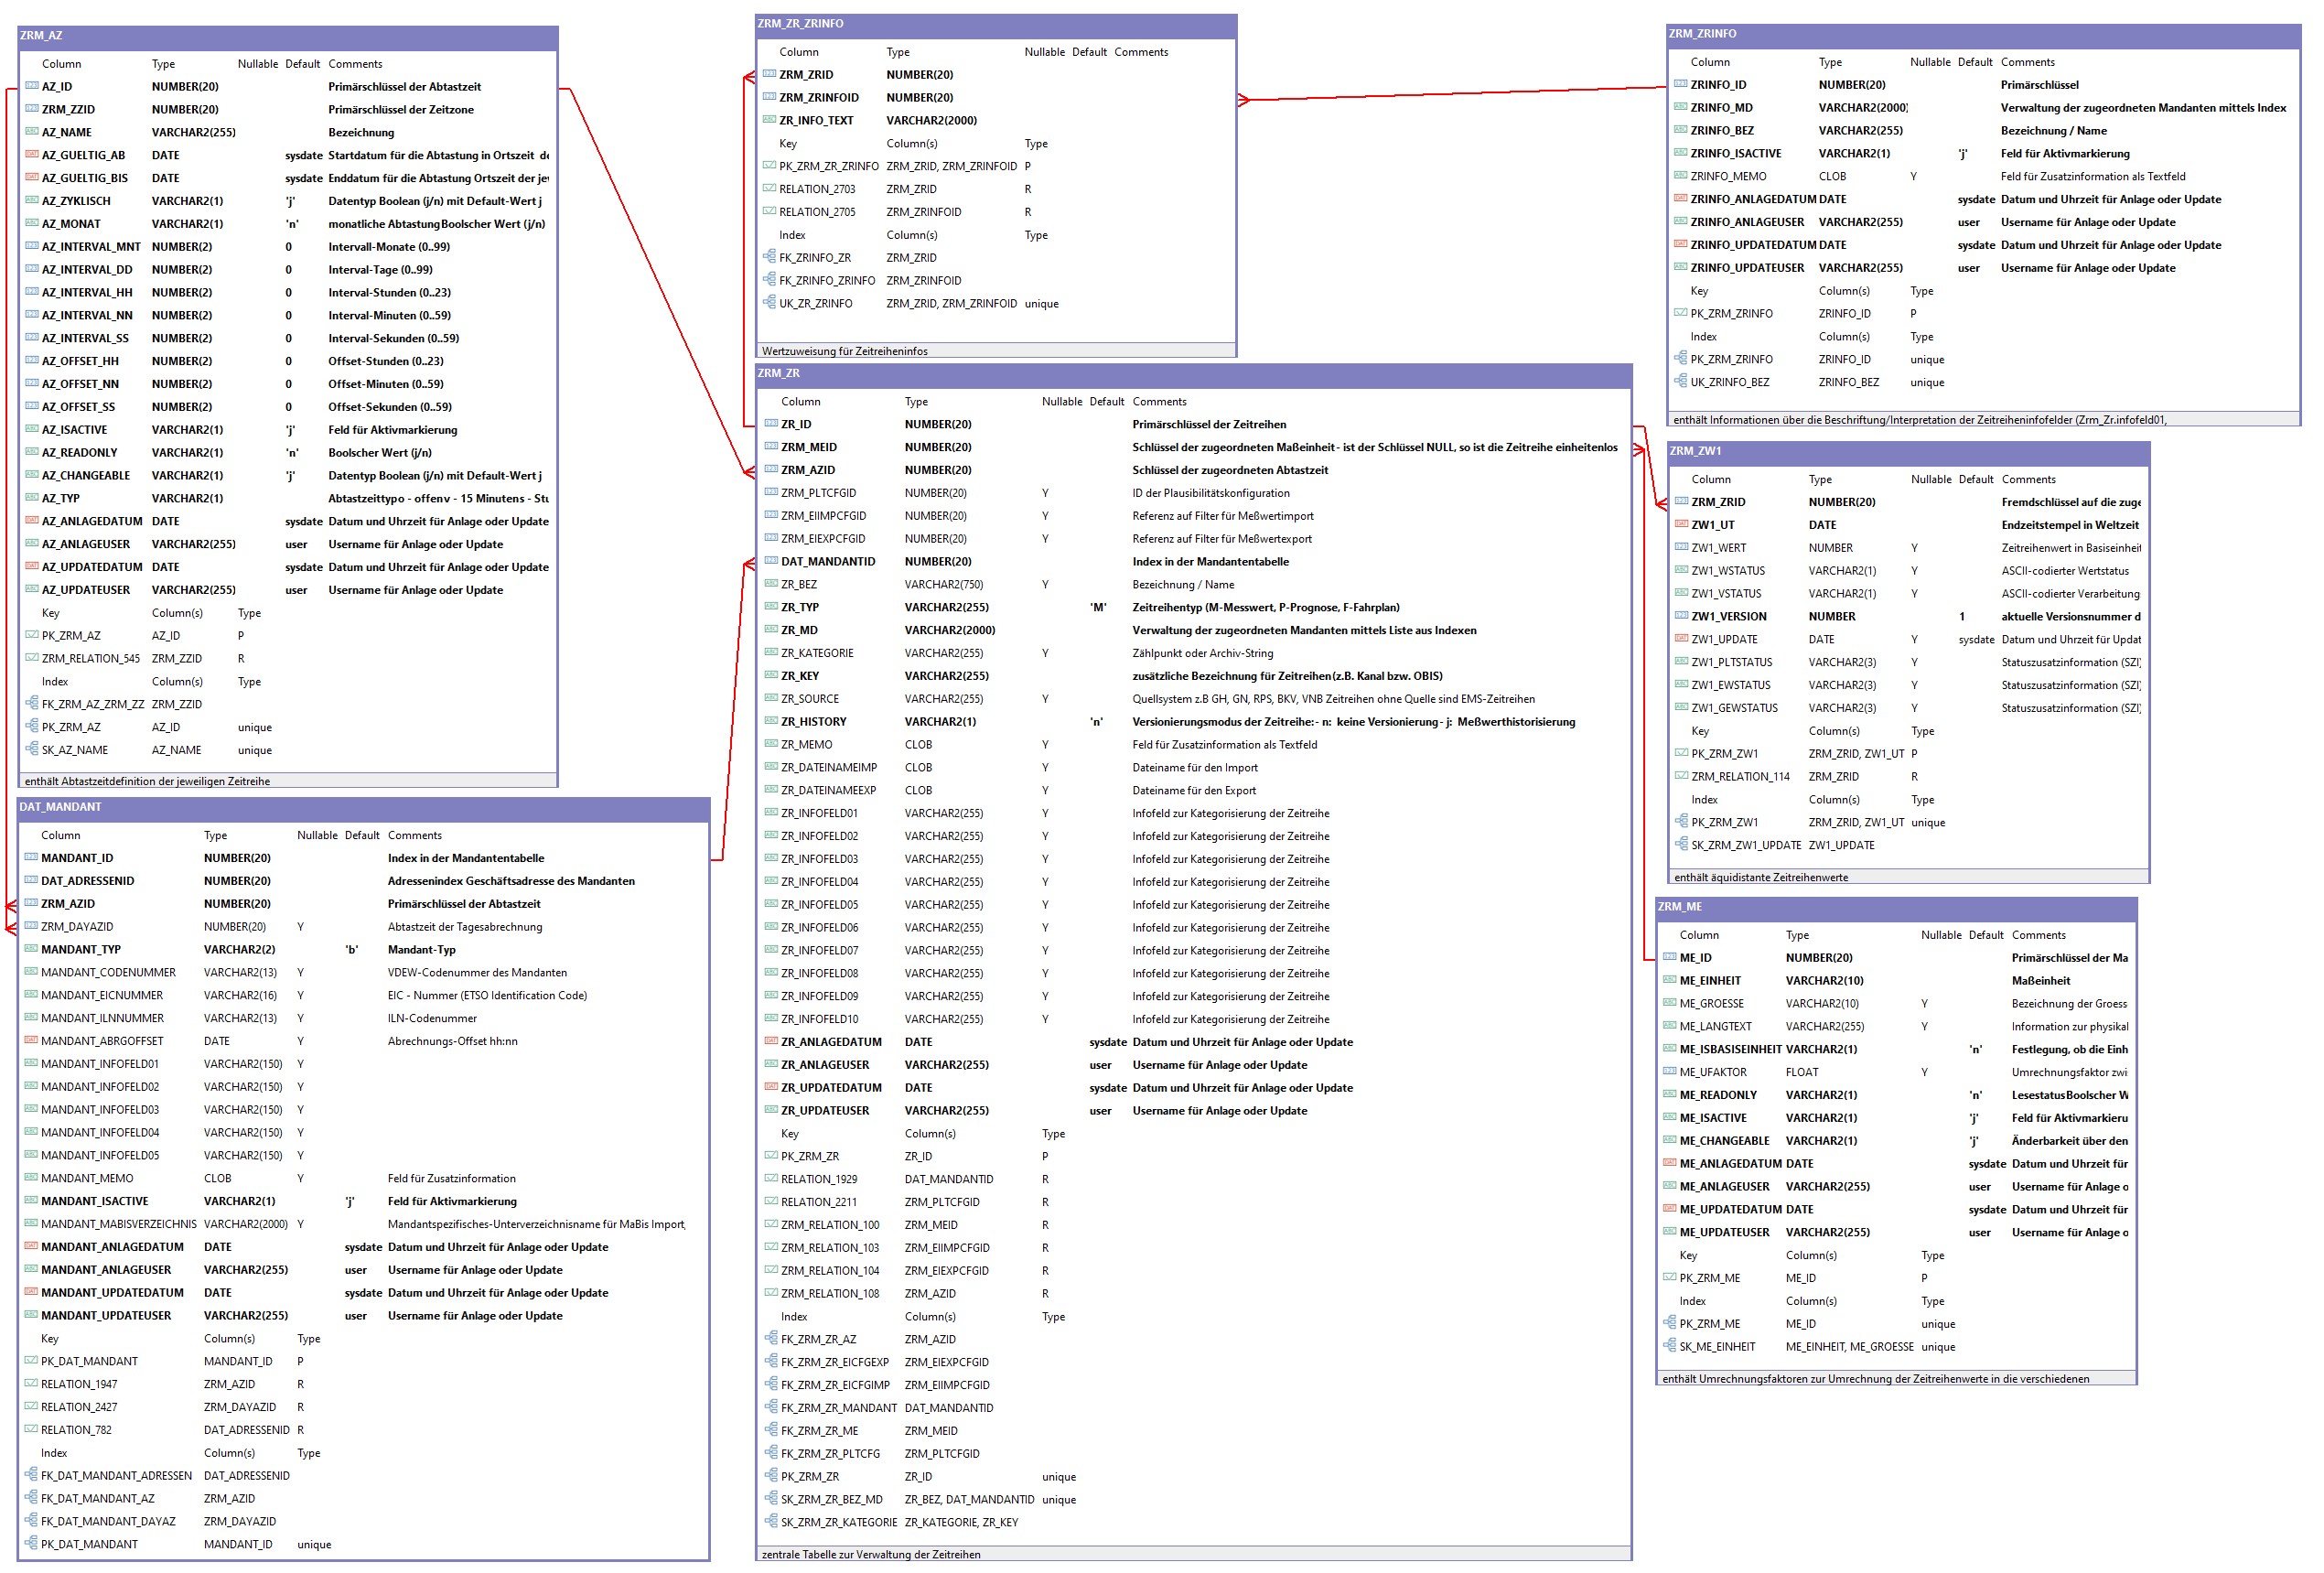 ZRM_AZ
Column Type Nullable Default Comments
AZ_ID NUMBER(20) Primärschlüssel der Abtastzeit
ZRM_ZZID NUMBER(20) Primärschlüssel der Zeitzone
AZ_NAME VARCHAR2(255) Bezeichnung
AZ_GUELTIG_AB DATE sysdate Startdatum für die Abtastung in Ortszeit
AZ_GUELTIG_BIS DATE sysdate Enddatum für die Abtastung Ortszeit der
AZ_ZYKLISCH VARCHAR2(1) 'j' Datentyp Boolean (j/n) mit Default-Wert j
AZ_MONAT VARCHAR2(1) 'n' monatliche AbtastungBoolscher Wert (j/n)
AZ_INTERVAL_MNT NUMBER(2) 0 Intervall-Monate (0..99)
AZ_INTERVAL_DD NUMBER(2) 0 Interval-Tage (0..99)
AZ_INTERVAL_HH NUMBER(2) 0 Interval-Stunden (0..23)
AZ_INTERVAL_NN NUMBER(2) 0 Interval-Minuten (0..59)
AZ_INTERVAL_SS NUMBER(2) 0 Interval-Sekunden (0..59)
AZ_OFFSET_HH NUMBER(2) 0 Offset-Stunden (0..23)
AZ_OFFSET_NN NUMBER(2) 0 Offset-Minuten (0..59)
AZ_OFFSET_SS NUMBER(2) 0 Offset-Sekunden (0..59)
AZ_ISACTIVE VARCHAR2(1) 'j' Feld für Aktivmarkierung
AZ_READONLY VARCHAR2(1) 'n' Boolscher Wert (j/n)
AZ_CHANGEABLE VARCHAR2(1) 'j' Datentyp Boolean (j/n) mit Default-Wert j
AZ_TYP VARCHAR2(1) Abtastzeittypo - offenv - 15 Minutens - Stu
AZ_ANLAGEDATUM DATE sysdate Datum und Uhrzeit für Anlage oder Update
AZ_ANLAGEUSER VARCHAR2(255) user Username für Anlage oder Update
AZ_UPDATEDATUM DATE sysdate Datum und Uhrzeit für Anlage oder Update
AZ_UPDATEUSER VARCHAR2(255) user Username für Anlage oder Update
Key Column(s) Type
PK_ZRM_AZ AZ_ID P
ZRM_RELATION_545 ZRM_ZZID R
Index Column(s) Type
FK_ZRM_AZ_ZRM_ZZ ZRM_ZZID
PK_ZRM_AZ AZ_ID unique
SK_AZ_NAME AZ_NAME unique
enthält Abtastzeitdefinition der jeweiligen Zeitreihe
DAT_MANDANT
Column Type Nullable Default Comments
MANDANT_ID NUMBER(20) Index in der Mandantentabelle
DAT_ADRESSENID NUMBER(20) Adressenindex Geschäftsadresse des Mandanten
ZRM_AZID NUMBER(20) Primärschlüssel der Abtastzeit
ZRM_DAYAZID NUMBER(20) Y Abtastzeit der Tagesabrechnung
MANDANT_TYP VARCHAR2(2) 'b' Mandant-Typ
MANDANT_CODENUMMER VARCHAR2(13) Y VDEW-Codenummer des Mandanten
MANDANT_EICNUMMER VARCHAR2(16) Y EIC - Nummer (ETSO Identification Code)
MANDANT_ILNNUMMER VARCHAR2(13) Y ILN-Codenummer
MANDANT_ABRGOFFSET DATE Y Abrechnungs-Offset hh:nn
MANDANT_INFOFELD01 VARCHAR2(150) Y
MANDANT_INFOFELD02 VARCHAR2(150) Y
MANDANT_INFOFELD03 VARCHAR2(150) Y
MANDANT_INFOFELD04 VARCHAR2(150) Y
MANDANT_INFOFELD05 VARCHAR2(150) Y
MANDANT_MEMO CLOB Y Feld für Zusatzinformation
MANDANT_ISACTIVE VARCHAR2(1) 'j' Feld für Aktivmarkierung
MANDANT_MABISVERZEICHNIS VARCHAR2(2000) Y Mandantspezifisches-Unterverzeichnisname für MaBis Import,
MANDANT_ANLAGEDATUM DATE sysdate Datum und Uhrzeit für Anlage oder Update
MANDANT_ANLAGEUSER VARCHAR2(255) user Username für Anlage oder Update
MANDANT_UPDATEDATUM DATE sysdate Datum und Uhrzeit für Anlage oder Update
MANDANT_UPDATEUSER VARCHAR2(255) user Username für Anlage oder Update
Key Column(s) Type
PK_DAT_MANDANT MANDANT_ID P
RELATION_1947 ZRM_AZID R
RELATION_2427 ZRM_DAYAZID R
RELATION_782 DAT_ADRESSENID R
Index Column(s) Type
FK_DAT_MANDANT_ADRESSEN DAT_ADRESSENID
FK_DAT_MANDANT_AZ ZRM_AZID
FK_DAT_MANDANT_DAYAZ ZRM_DAYAZID
PK_DAT_MANDANT MANDANT_ID unique
ZRM_ZR_ZRINFO
Column Type Nullable Default Comments
ZRM_ZRID NUMBER(20)
ZRM_ZRINFOID NUMBER(20)
ZR_INFO_TEXT VARCHAR2(2000)
Key Column(s) Type
PK_ZRM_ZR_ZRINFO ZRM_ZRID, ZRM_ZRINFOID P
RELATION_2703 ZRM_ZRID R
RELATION_2705 ZRM_ZRINFOID R
Index Column(s) Type
FK_ZRINFO_ZR ZRM_ZRID
FK_ZRINFO_ZRINFO ZRM_ZRINFOID
UK_ZR_ZRINFO ZRM_ZRID, ZRM_ZRINFOID unique
Wertzuweisung für Zeitreiheninfos
ZRM_ZR
Column Type Nullable Default Comments
ZR_ID NUMBER(20) Primärschlüssel der Zeitreihen
ZRM_MEID NUMBER(20) Schlüssel der zugeordneten Maßeinheit - ist der Schlüssel NULL, so ist die Zeitreihe einheitenlos
ZRM_AZID NUMBER(20) Schlüssel der zugeordneten Abtastzeit
ZRM_PLTCFGID NUMBER(20) Y ID der Plausibilitätskonfiguration
ZRM_EIIMPCFGID NUMBER(20) Y Referenz auf Filter für Meßwertimport
ZRM_EIEXPCFGID NUMBER(20) Y Referenz auf Filter für Meßwertexport
DAT_MANDANTID NUMBER(20) Index in der Mandantentabelle
ZR_BEZ VARCHAR2(750) Y Bezeichnung / Name
ZR_TYP VARCHAR2(255) 'M' Zeitreihentyp (M-Messwert, P-Prognose, F-Fahrplan)
ZR_MD VARCHAR2(2000) Verwaltung der zugeordneten Mandanten mittels Liste aus Indexen
ZR_KATEGORIE VARCHAR2(255) Y Zählpunkt oder Archiv-String
ZR_KEY VARCHAR2(255) zusätzliche Bezeichnung für Zeitreihen (z.B. Kanal bzw. OBIS)
ZR_SOURCE VARCHAR2(255) Y Quellsystem z.B GH, GN, RPS, BKV, VNB Zeitreihen ohne Quelle sind EMS-Zeitreihen
ZR_HISTORY VARCHAR2(1) 'n' Versionierungsmodus der Zeitreihe: - n: keine Versionierung - j: Meßwerthistorisierung
ZR_MEMO CLOB Y Feld für Zusatzinformation als Textfeld
ZR_DATEINAMEIMP CLOB Y Dateiname für den Import
ZR_DATEINAMEEXP CLOB Y Dateiname für den Export
ZR_INFOFELD01 VARCHAR2(255) Y Infofeld zur Kategorisierung der Zeitreihe
ZR_INFOFELD02 VARCHAR2(255) Y Infofeld zur Kategorisierung der Zeitreihe
ZR_INFOFELD03 VARCHAR2(255) Y Infofeld zur Kategorisierung der Zeitreihe
ZR_INFOFELD04 VARCHAR2(255) Y Infofeld zur Kategorisierung der Zeitreihe
ZR_INFOFELD05 VARCHAR2(255) Y Infofeld zur Kategorisierung der Zeitreihe
ZR_INFOFELD06 VARCHAR2(255) Y Infofeld zur Kategorisierung der Zeitreihe
ZR_INFOFELD07 VARCHAR2(255) Y Infofeld zur Kategorisierung der Zeitreihe
ZR_INFOFELD08 VARCHAR2(255) Y Infofeld zur Kategorisierung der Zeitreihe
ZR_INFOFELD09 VARCHAR2(255) Y Infofeld zur Kategorisierung der Zeitreihe
ZR_INFOFELD10 VARCHAR2(255) Y Infofeld zur Kategorisierung der Zeitreihe
ZR_ANLAGEDATUM DATE sysdate Datum und Uhrzeit für Anlage oder Update
ZR_ANLAGEUSER VARCHAR2(255) user Username für Anlage oder Update
ZR_UPDATEDATUM DATE sysdate Datum und Uhrzeit für Anlage oder Update
ZR_UPDATEUSER VARCHAR2(255) user Username für Anlage oder Update
Key Column(s) Type
PK_ZRM_ZR ZR_ID P
RELATION_1929 DAT_MANDANTID R
RELATION_2211 ZRM_PLTCFGID R
ZRM_RELATION_100 ZRM_MEID R
ZRM_RELATION_103 ZRM_EIIMPCFGID R
ZRM_RELATION_104 ZRM_EIEXPCFGID R
ZRM_RELATION_108 ZRM_AZID R
Index Column(s) Type
FK_ZRM_ZR_AZ ZRM_AZID
FK_ZRM_ZR_EICFGEXP ZRM_EIEXPCFGID
FK_ZRM_ZR_EICFGIMP ZRM_EIIMPCFGID
FK_ZRM_ZR_MANDANT DAT_MANDANTID
FK_ZRM_ZR_ME ZRM_MEID
FK_ZRM_ZR_PLTCFG ZRM_PLTCFGID
PK_ZRM_ZR ZR_ID unique
SK_ZRM_ZR_BEZ_MD ZR_BEZ, DAT_MANDANTID unique
SK_ZRM_ZR_KATEGORIE ZR_KATEGORIE, ZR_KEY
zentrale Tabelle zur Verwaltung der Zeitreihen
ZRM_ZRINFO
Column Type Nullable Default Comments
ZRINFO_ID NUMBER(20) Primärschlüssel
ZRINFO_MD VARCHAR2(2000) Verwaltung der zugeordneten Mandanten mittels Index
ZRINFO_BEZ VARCHAR2(255) Bezeichnung / Name
ZRINFO_ISACTIVE VARCHAR2(1) 'j' Feld für Aktivmarkierung
ZRINFO_MEMO CLOB Y Feld für Zusatzinformation als Textfeld
ZRINFO_ANLAGEDATUM DATE sysdate Datum und Uhrzeit für Anlage oder Update
ZRINFO_ANLAGEUSER VARCHAR2(255) user Username für Anlage oder Update
ZRINFO_UPDATEDATUM DATE sysdate Datum und Uhrzeit für Anlage oder Update
ZRINFO_UPDATEUSER VARCHAR2(255) user Username für Anlage oder Update
Key Column(s) Type
PK_ZRM_ZRINFO ZRINFO_ID P
Index Column(s) Type
PK_ZRM_ZRINFO ZRINFO_ID unique
UK_ZRINFO_BEZ ZRINFO_BEZ unique
enthält Informationen über die Beschriftung/Interpretation der Zeitreiheninfofelder (Zrm_Zr.infofeld01,
ZRM_ZW1
Column Type Nullable Default Comments
ZRM_ZRID NUMBER(20) Fremdschlüssel auf die zuge
ZW1_UT DATE Endzeitstempel in Weltzeit
ZW1_WERT NUMBER Y Zeitreihenwert in Basiseinheit
ZW1_WSTATUS VARCHAR2(1) Y ASCII-codierter Wertstatus
ZW1_VSTATUS VARCHAR2(1) Y ASCII-codierter Verarbeitung
ZW1_VERSION NUMBER 1 aktuelle Versionsnummer d
ZW1_UPDATE DATE Y sysdate Datum und Uhrzeit für Updat
ZW1_PLTSTATUS VARCHAR2(3) Y Statuszusatzinformation (SZI)
ZW1_EWSTATUS VARCHAR2(3) Y Statuszusatzinformation (SZI)
ZW1_GEWSTATUS VARCHAR2(3) Y Statuszusatzinformation (SZI)
Key Column(s) Type
PK_ZRM_ZW1 ZRM_ZRID, ZW1_UT P
ZRM_RELATION_114 ZRM_ZRID R
Index Column(s) Type
PK_ZRM_ZW1 ZRM_ZRID, ZW1_UT unique
SK_ZRM_ZW1_UPDATE ZW1_UPDATE
enthält äquidistante Zeitreihenwerte
ZRM_ME
Column Type Nullable Default Comments
ME_ID NUMBER(20) Primärschlüssel der Ma
ME_EINHEIT VARCHAR2(10) Maßeinheit
ME_GROESSE VARCHAR2(10) Y Bezeichnung der Groess
ME_LANGTEXT VARCHAR2(255) Y Information zur physikal
ME_ISBASISEINHEIT VARCHAR2(1) 'n' Festlegung, ob die Einh
ME_UFAKTOR FLOAT Y Umrechnungsfaktor zwi
ME_READONLY VARCHAR2(1) 'n' LesestatusBoolscher W
ME_ISACTIVE VARCHAR2(1) 'j' Feld für Aktivmarkieru
ME_CHANGEABLE VARCHAR2(1) 'j' Änderbarkeit über den
ME_ANLAGEDATUM DATE sysdate Datum und Uhrzeit für
ME_ANLAGEUSER VARCHAR2(255) user Username für Anlage o
ME_UPDATEDATUM DATE sysdate Datum und Uhrzeit für
ME_UPDATEUSER VARCHAR2(255) user Username für Anlage o
Key Column(s) Type
PK_ZRM_ME ME_ID P
Index Column(s) Type
PK_ZRM_ME ME_ID unique
SK_ME_EINHEIT ME_EINHEIT, ME_GROESSE unique
enthält Umrechnungsfaktoren zur Umrechnung der Zeitreihenwerte in die verschiedenen